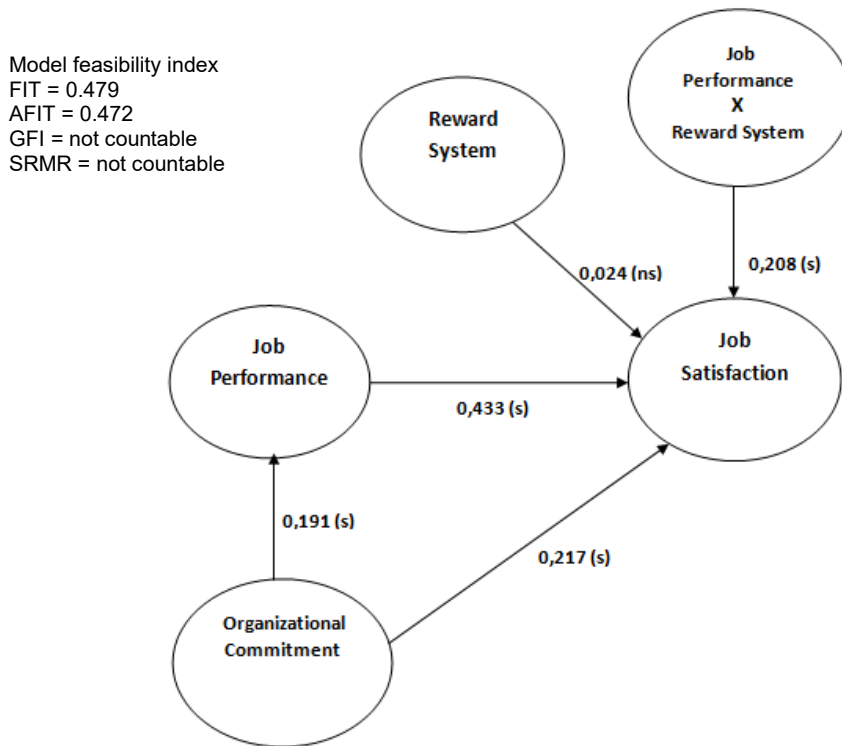 Model feasibility index
FIT = 0.479
AFIT = 0.472
GFI = not countable
SRMR = not countable
Job
Performance
X
Reward System
Reward
System
0,024 (ns)
0,208 (s)
Job
Performance
Job
Satisfaction
0,433 (s)
0,191 (s)
0,217 (s)
Organizational
Commitment